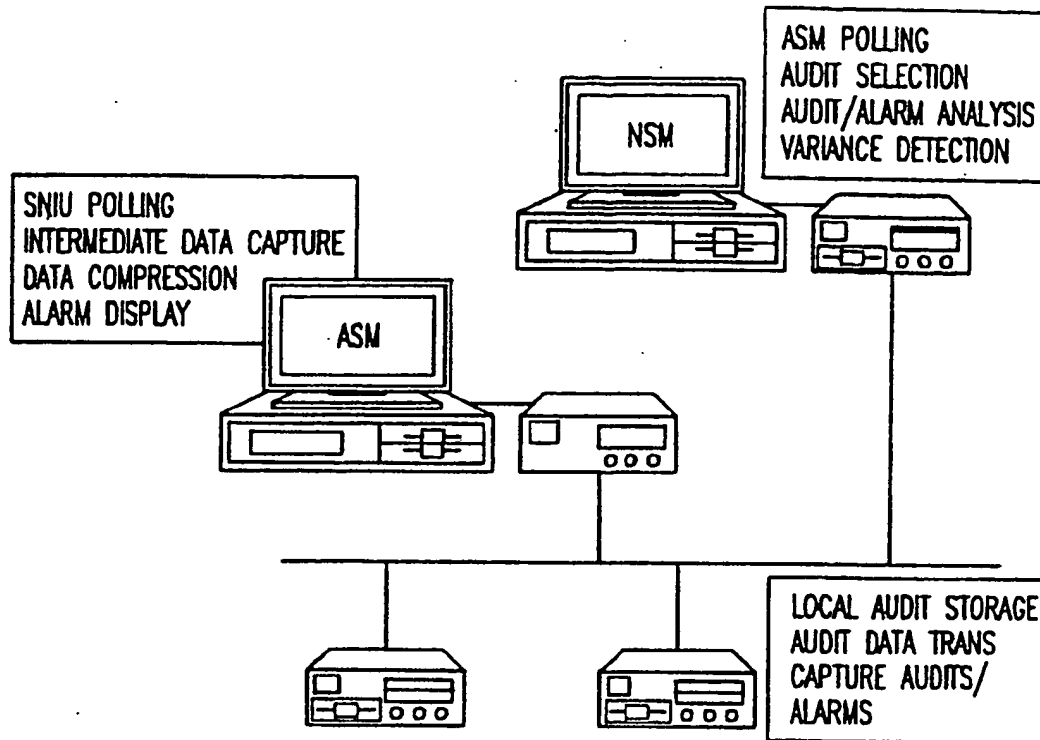 ASM POLLING
AUDIT SELECTION
AUDIT/ALARM ANALYSIS
VARIANCE DETECTION
NSM
SNIU POLLING
INTERMEDIATE DATA CAPTURE
DATA COMPRESSION
ALARM DISPLAY
ASM
LOCAL AUDIT STORAGE
AUDIT DATA TRANS
CAPTURE AUDITS/
ALARMS